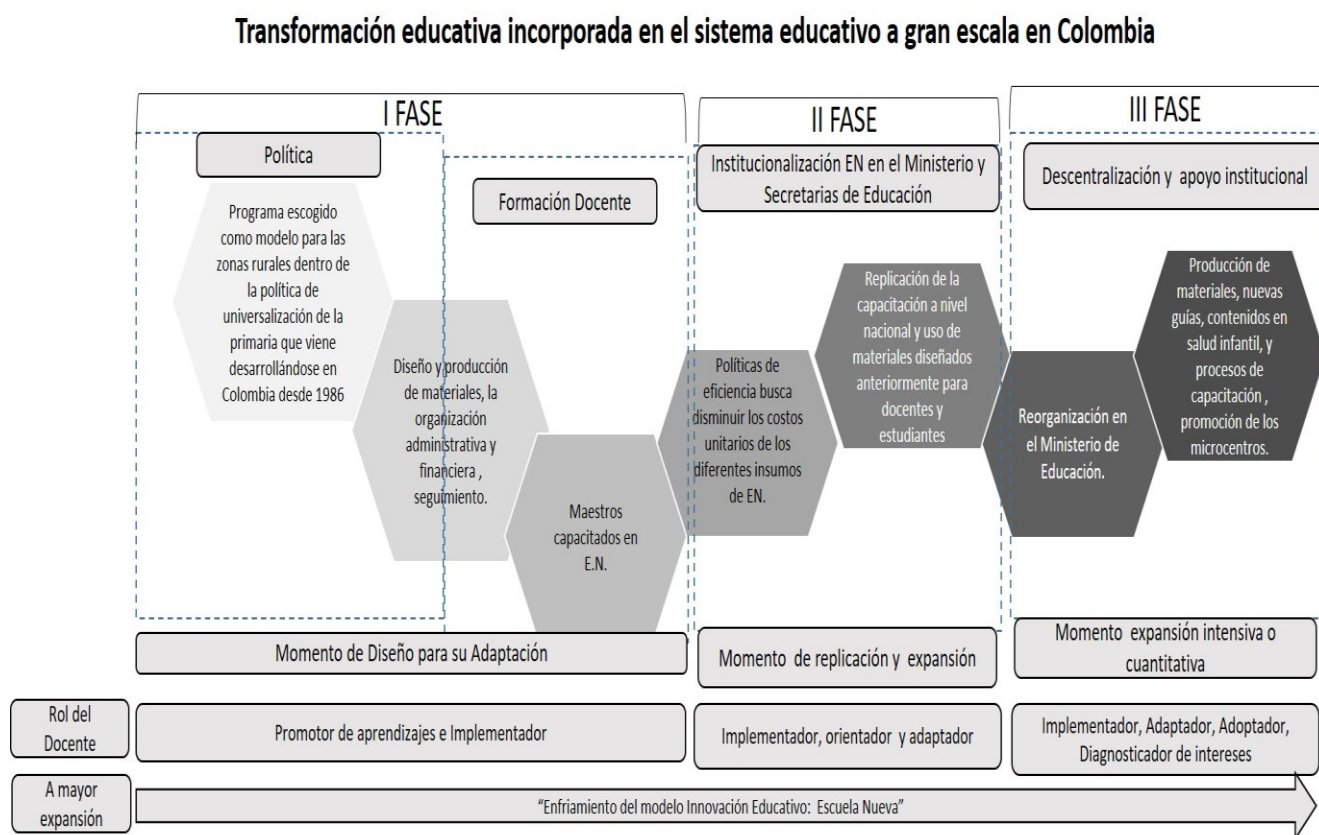 Transformación educativa incorporada en el sistema educativo a gran escala en Colombia
I FASE
Política
Programa escogido
como modelo para las
zonas rurales dentro de
la política de
universalización de la
primaria que viene
desarrollándose en
Colombia desde 1986
Diseño y producción
de materiales, la
organización
administrativa y
financiera ,
seguimiento.
Formación Docente
Maestros
capacitados en
E.N.
Momento de Diseño para su Adaptación
II FASE
Institucionalización EN en el Ministerio y
Secretarias de Educación
Políticas de
eficiencia busca
disminuir los costos
unitarios de los
diferentes insumos
de EN.
Replicación de la
capacitación a nivel
nacional y uso de
materiales diseñados
anteriormente para
docentes y
estudiantes
Momento de replicación y expansión
III FASE
Descentralización y apoyo institucional
Reorganización en
el Ministerio de
Educación.
Producción de
materiales, nuevas
guías, contenidos en
salud infantil, y
procesos de
capacitación ,
promoción de los
microcentros.
Momento expansión intensiva o
cuantitativa
Rol del
Docente
Promotor de aprendizajes e Implementador
Implementador, orientador y adaptador
Implementador, Adaptador, Adoptador,
Diagnosticador de intereses
A mayor
expansión
“Enfriamiento del modelo Innovación Educativo: Escuela Nueva”